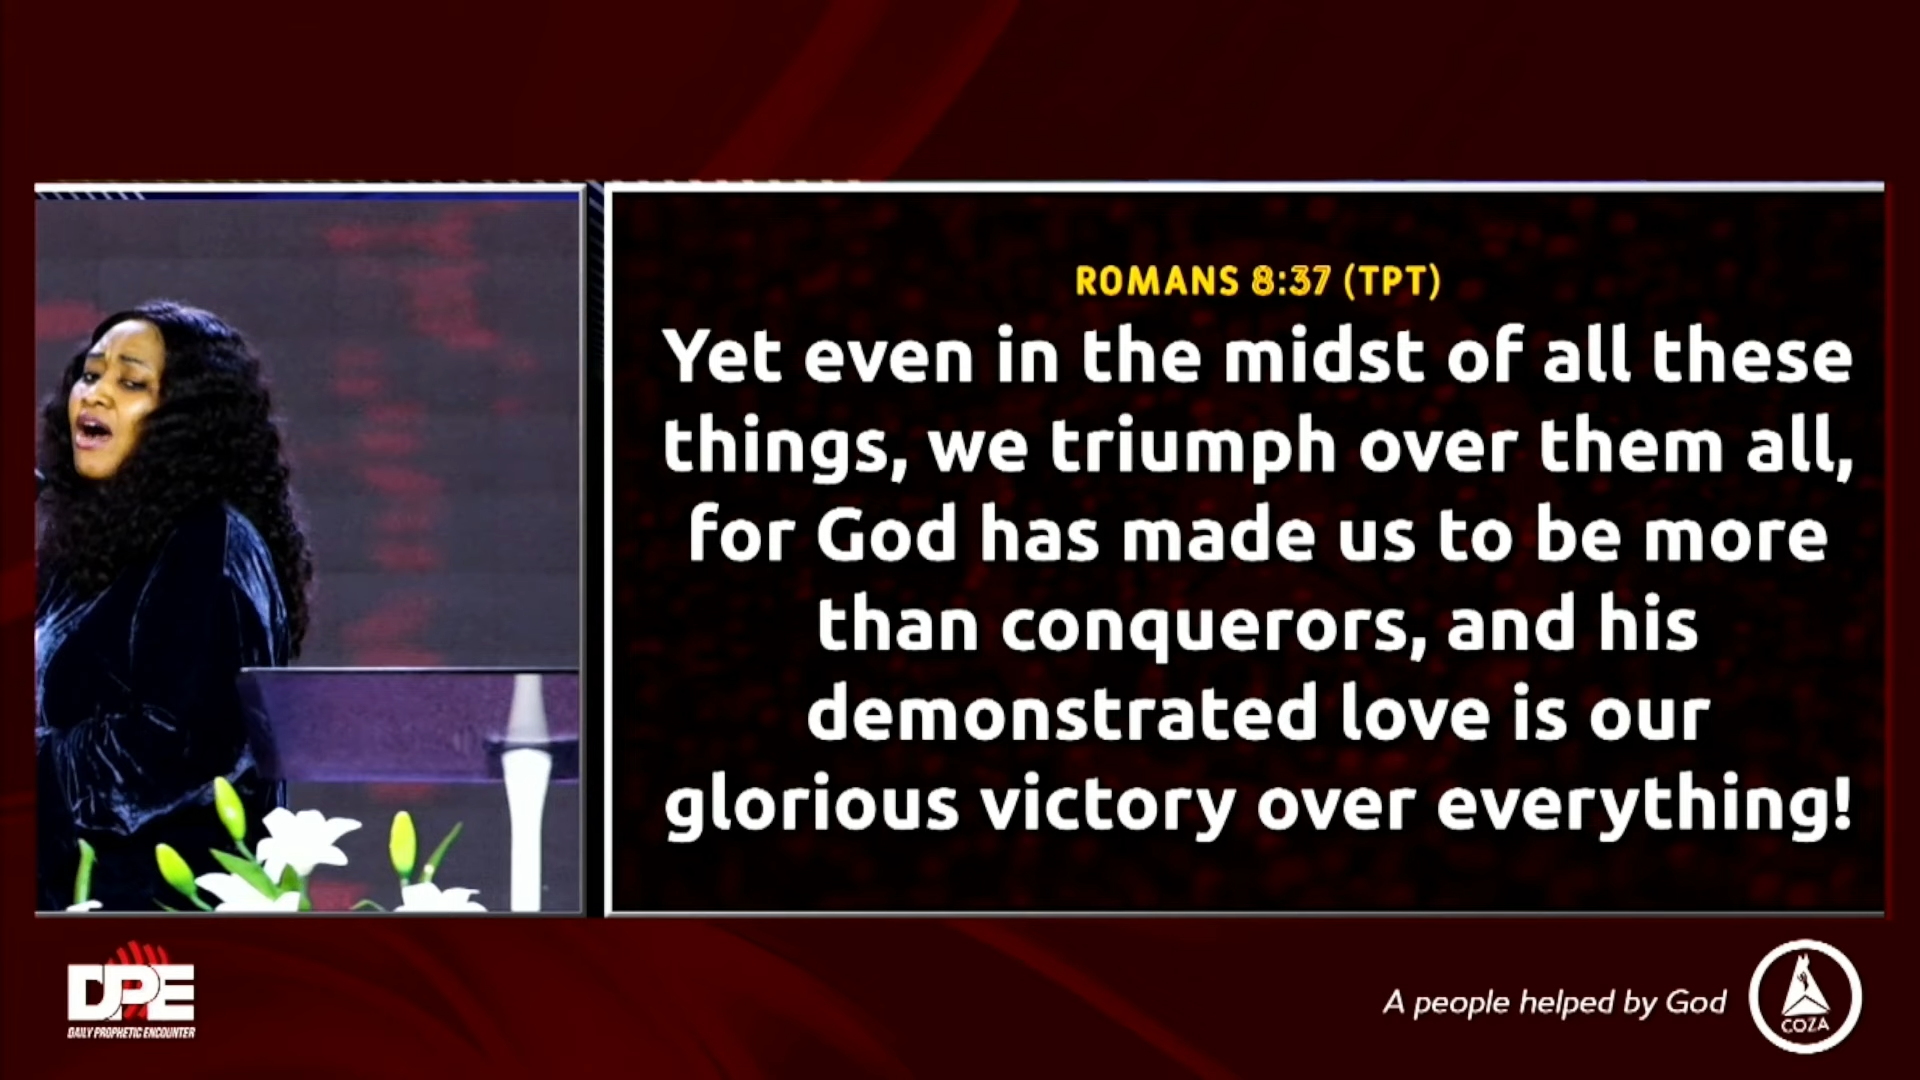 ROMANS 8:37 (TPT)
Yet even in the midst of all these
things, we triumph over them all,
for God has made us to be more
than conquerors, and his
demonstrated love is our
glorious victory over everything!
DPE
DAILY PROPHETIC ENCOUNTER
A people helped by God
COZA